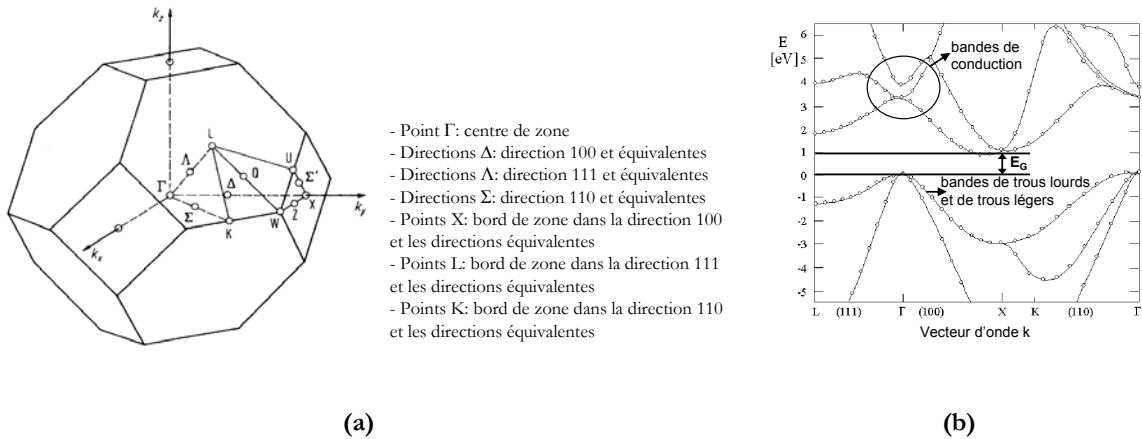 k_z
L
U
Λ
Q
Σ'
Γ
Δ
X
k_y
Σ
Z
W
K
k_x
- Point Γ: centre de zone
- Directions Δ: direction 100 et équivalentes
- Directions Λ: direction 111 et équivalentes
- Directions Σ: direction 110 et équivalentes
- Points X: bord de zone dans la direction 100
et les directions équivalentes
- Points L: bord de zone dans la direction 111
et les directions équivalentes
- Points K: bord de zone dans la direction 110
et les directions équivalentes
E
[eV]
6
5
4
3
2
1
0
-1
-2
-3
-4
-5
bandes de
conduction
E_G
bandes de trous lourds
et de trous légers
L (111) Γ (100) X K (110) Γ
Vecteur d'onde k
(a) (b)